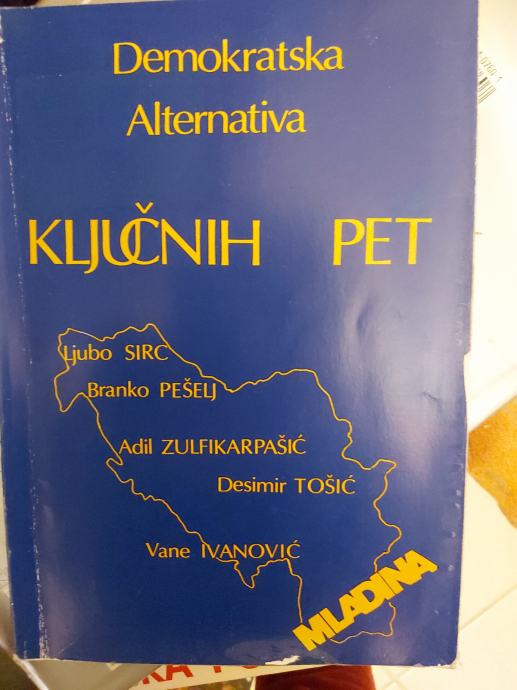 Demokratska
Alternativa
KLJUČNIH PET
Ljubo SIRC
Branko PEŠELJ
Adil ZULFIKARPAŠIĆ
Desimir TOŠIĆ
Vane IVANOVIĆ
MLADINA